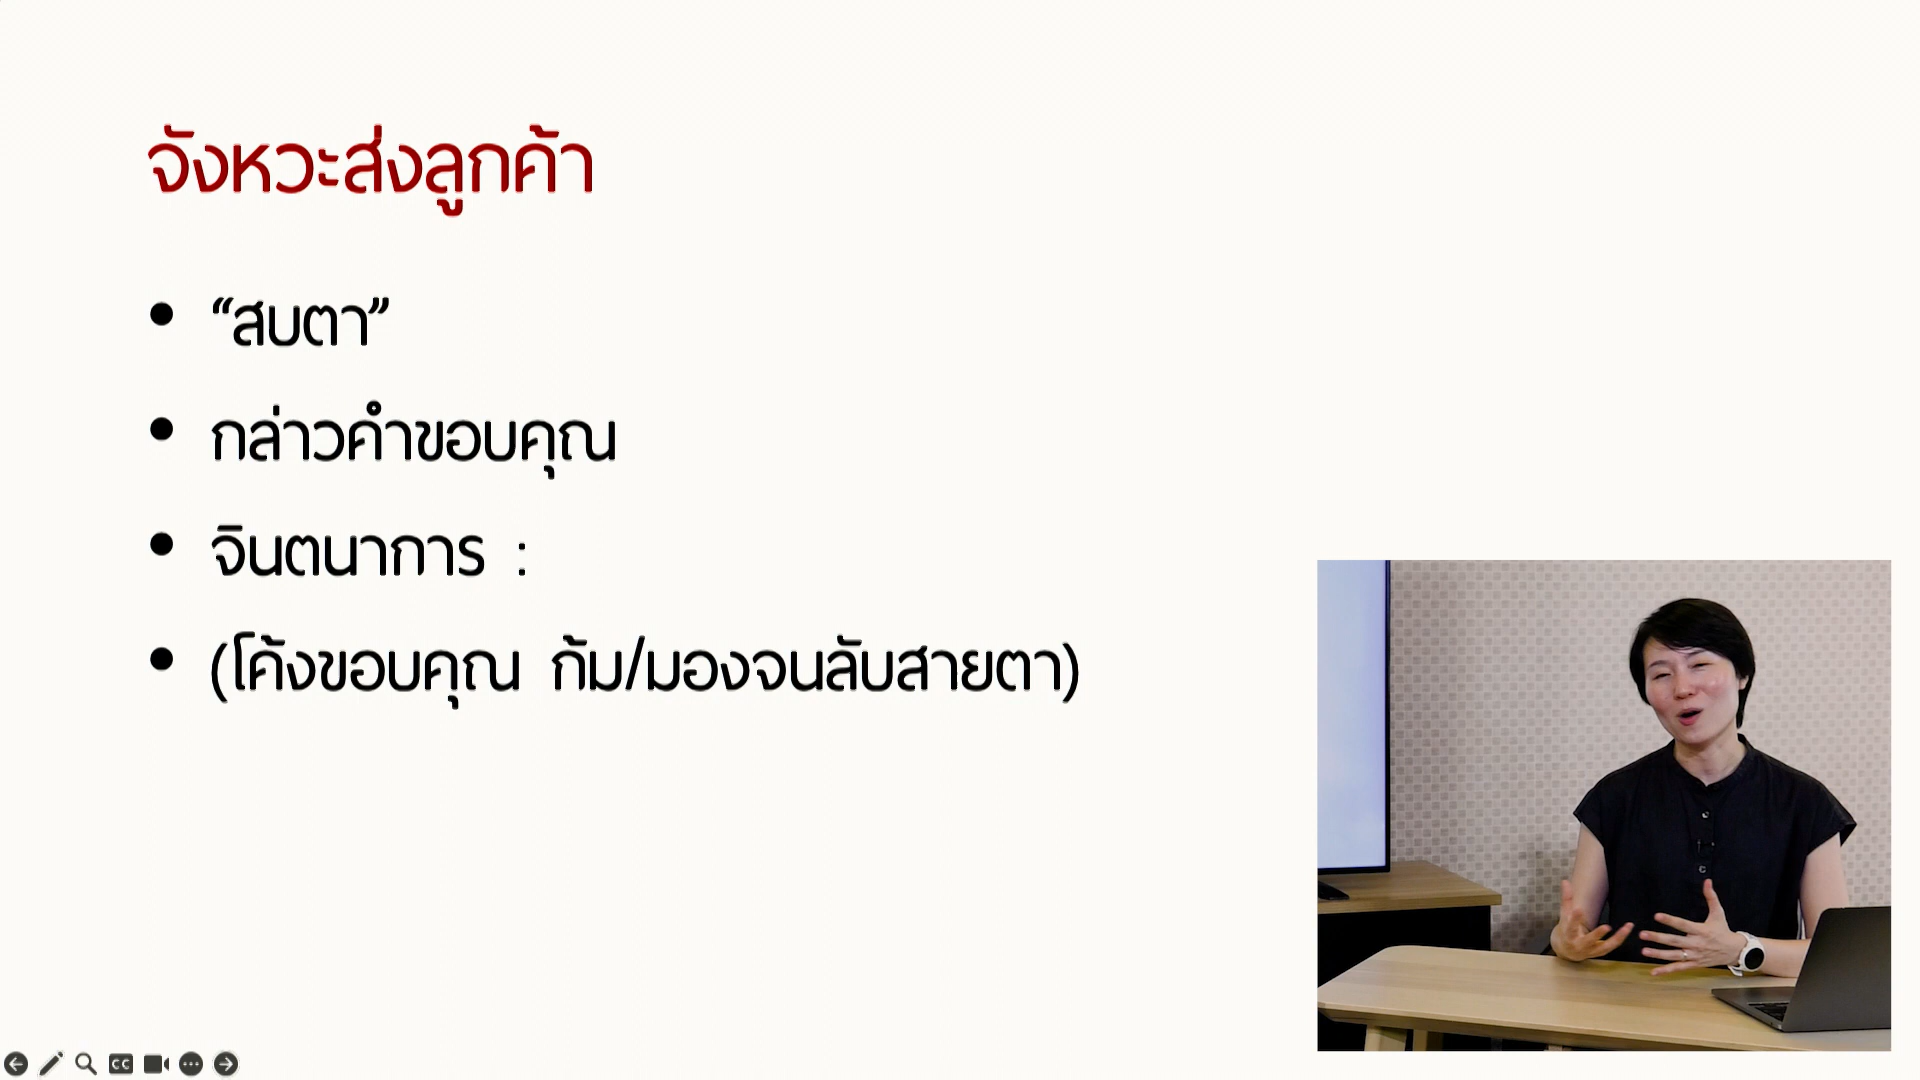 จังหวะส่งลูกค้า
• “สบตา”
• กล่าวคำขอบคุณ
• จินตนาการ :
• (โค้งขอบคุณ ก้ม/มองจนลับสายตา)
CC